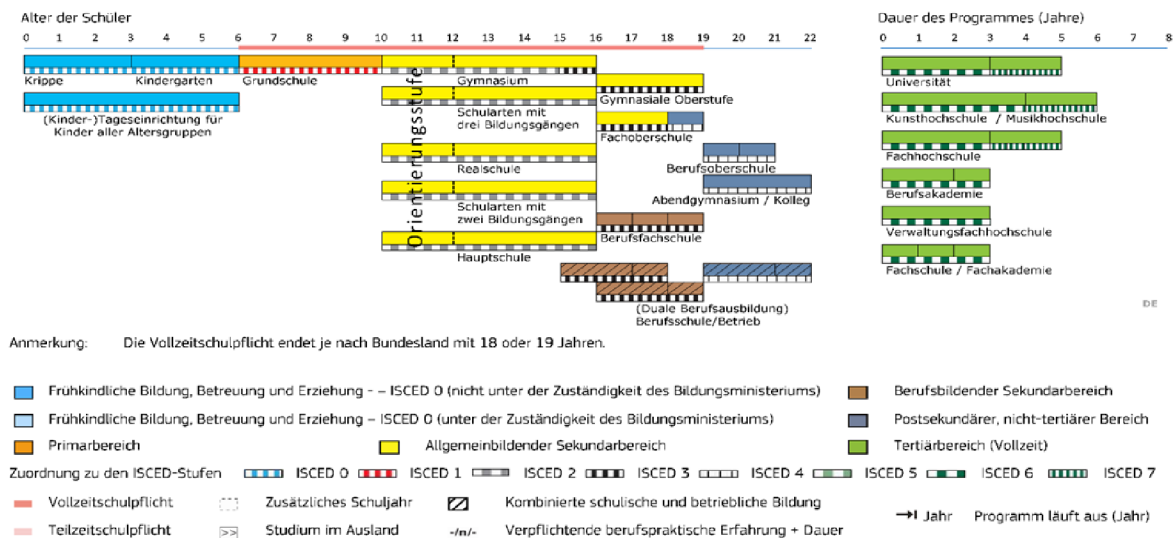 Alter der Schüler
Dauer des Programmes (Jahre)
0 1 2 3 4 5 6 7 8 9 10 11 12 13 14 15 16 17 18 19 20 21 22
0 1 2 3 4 5 6 7 8
Krippe
Kindergarten
Grundschule
Gymnasium
Orientierungsstufe
(Kinder-)Tageseinrichtung für
Kinder aller Altersgruppen
Schularten mit
drei Bildungsgängen
Realschule
Schularten mit
zwei Bildungsgängen
Hauptschule
Gymnasiale Oberstufe
Fachoberschule
Berufsoberschule
Abendgymnasium / Kolleg
Berufsfachschule
(Duale Berufsausbildung)
Berufsschule/Betrieb
Universität
Kunsthochschule / Musikhochschule
Fachhochschule
Berufsakademie
Verwaltungsfachhochschule
Fachschule / Fachakademie
DE
Anmerkung: Die Vollzeitschulpflicht endet je nach Bundesland mit 18 oder 19 Jahren.
Frühkindliche Bildung, Betreuung und Erziehung - – ISCED 0 (nicht unter der Zuständigkeit des Bildungsministeriums)
Berufsbildender Sekundarbereich
Frühkindliche Bildung, Betreuung und Erziehung – ISCED 0 (unter der Zuständigkeit des Bildungsministeriums)
Postsekundärer, nicht-tertiärer Bereich
Primarbereich
Allgemeinbildender Sekundarbereich
Tertiärbereich (Vollzeit)
Zuordnung zu den ISCED-Stufen ISCED 0 ISCED 1 ISCED 2 ISCED 3 ISCED 4 ISCED 5 ISCED 6 ISCED 7
Vollzeitschulpflicht
Zusätzliches Schuljahr
Kombinierte schulische und betriebliche Bildung
Jahr Programm läuft aus (Jahr)
Teilzeitschulpflicht
>> Studium im Ausland
-/n/- Verpflichtende berufspraktische Erfahrung + Dauer